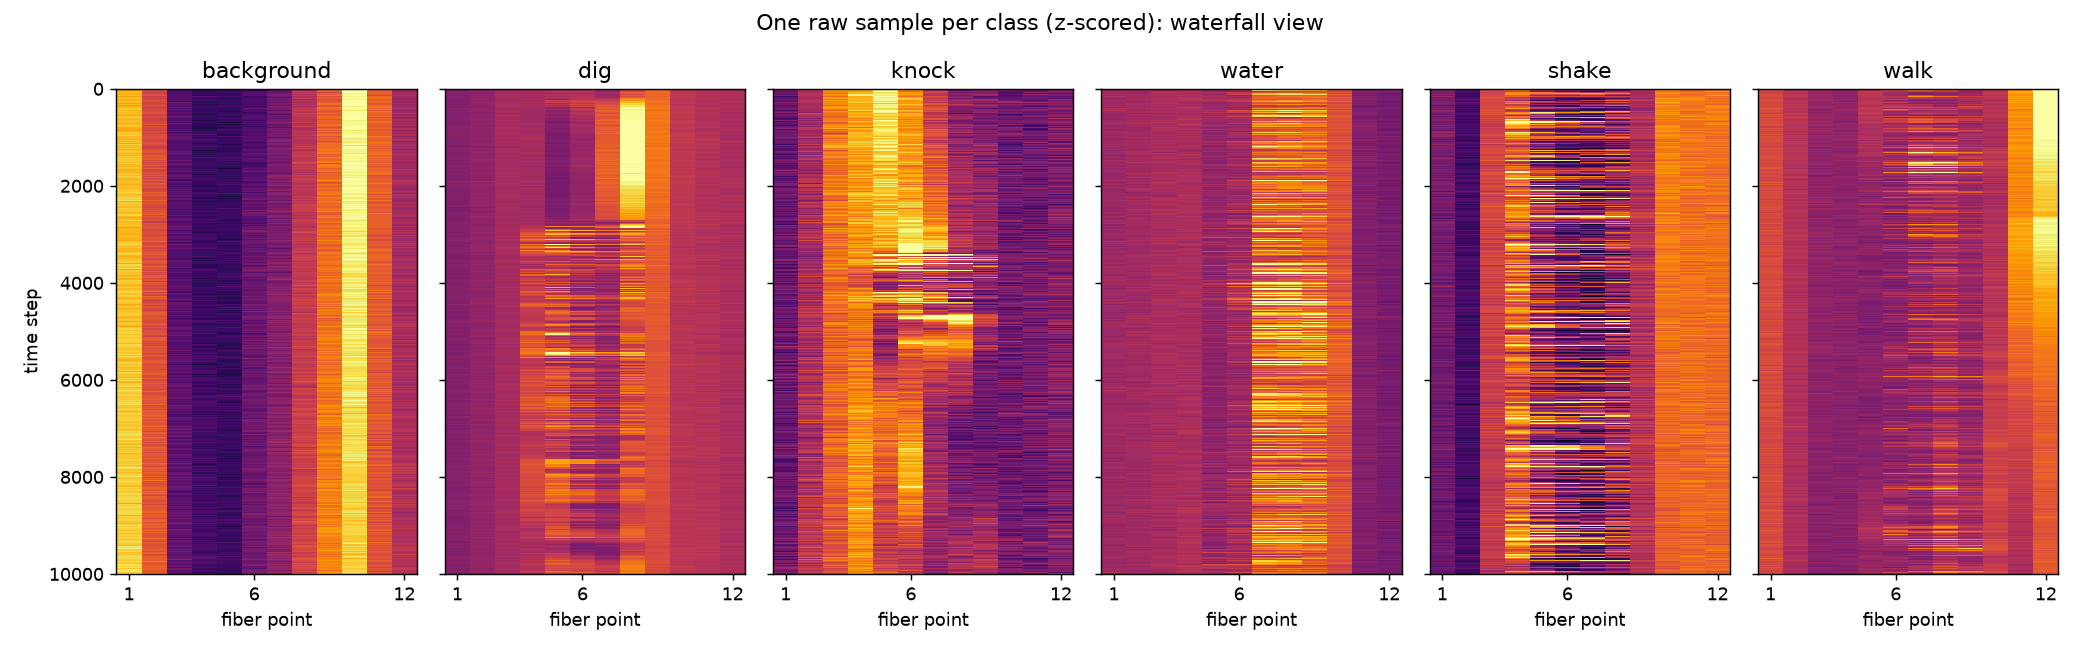 One raw sample per class (z-scored): waterfall view
background dig knock water shake walk
0
2000
4000
6000
8000
10000
time step
1 6 12 1 6 12 1 6 12 1 6 12 1 6 12 1 6 12
fiber point fiber point fiber point fiber point fiber point fiber point